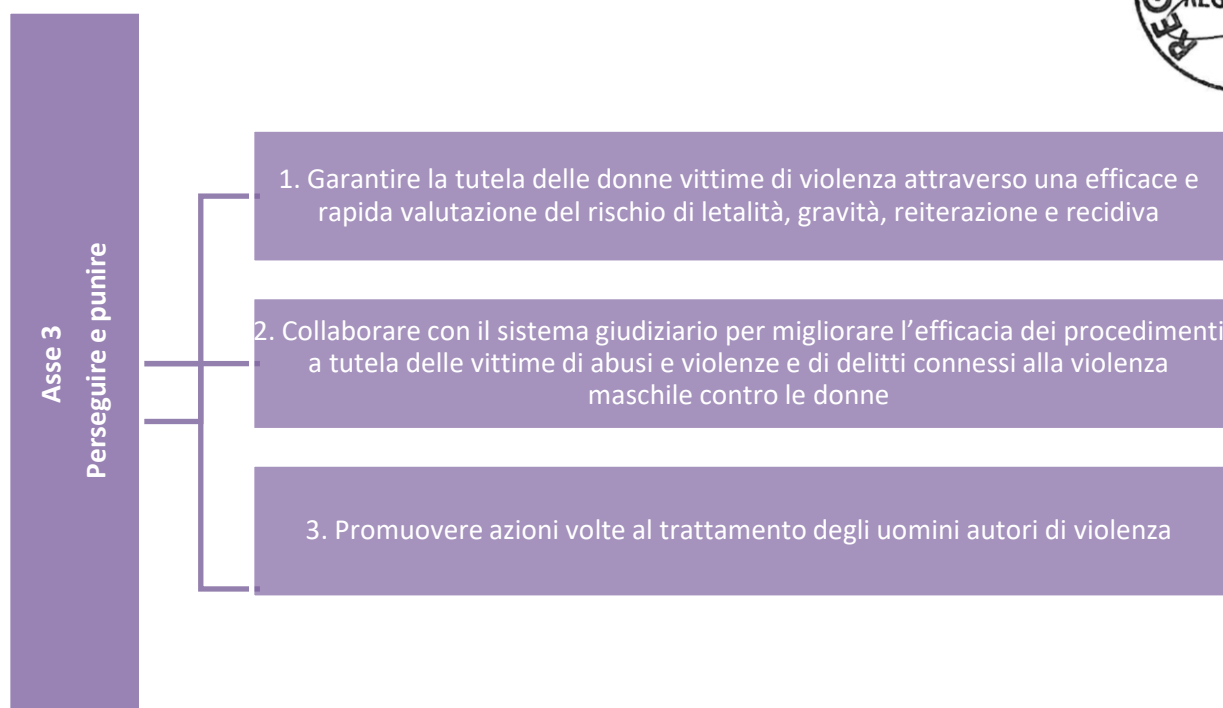 Asse 3
Perseguire e punire
1. Garantire la tutela delle donne vittime di violenza attraverso una efficace e
rapida valutazione del rischio di letalità, gravità, reiterazione e recidiva
2. Collaborare con il sistema giudiziario per migliorare l’efficacia dei procedimenti
a tutela delle vittime di abusi e violenze e di delitti connessi alla violenza
maschile contro le donne
3. Promuovere azioni volte al trattamento degli uomini autori di violenza